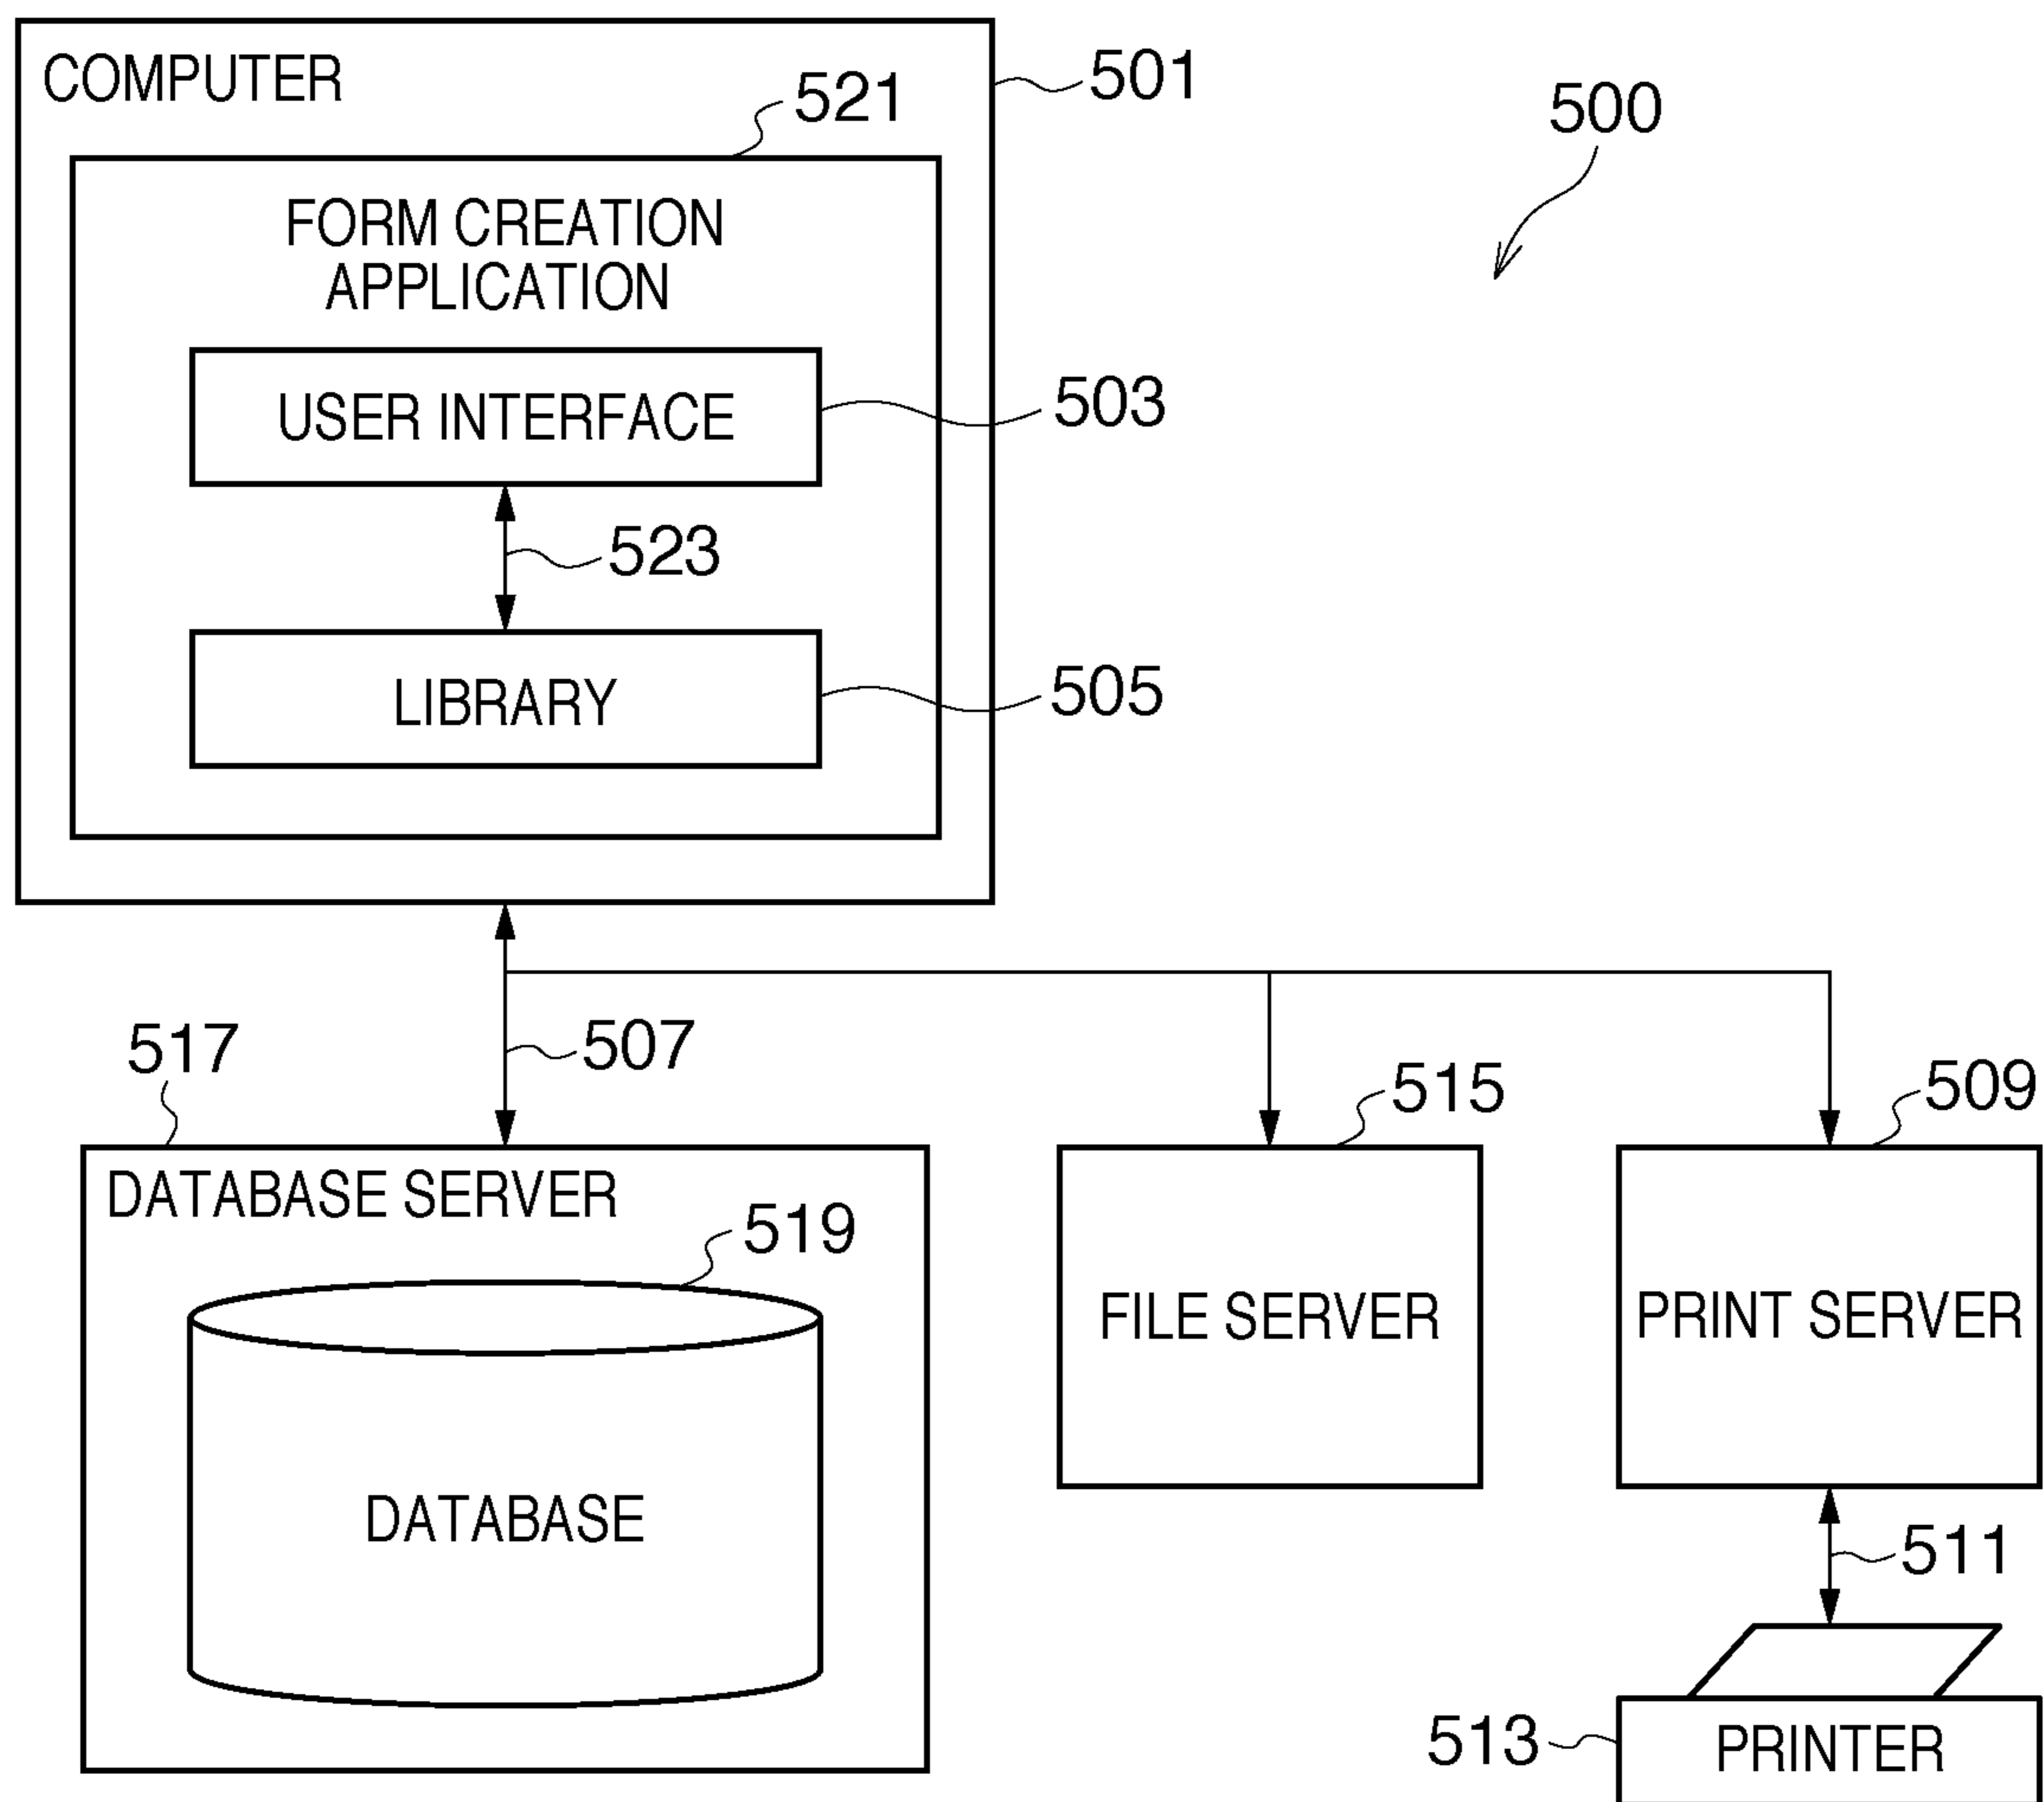 COMPUTER
501
521
500
FORM CREATION
APPLICATION
USER INTERFACE
503
523
LIBRARY
505
517
507
515
509
DATABASE SERVER
519
FILE SERVER
PRINT SERVER
DATABASE
511
513
PRINTER